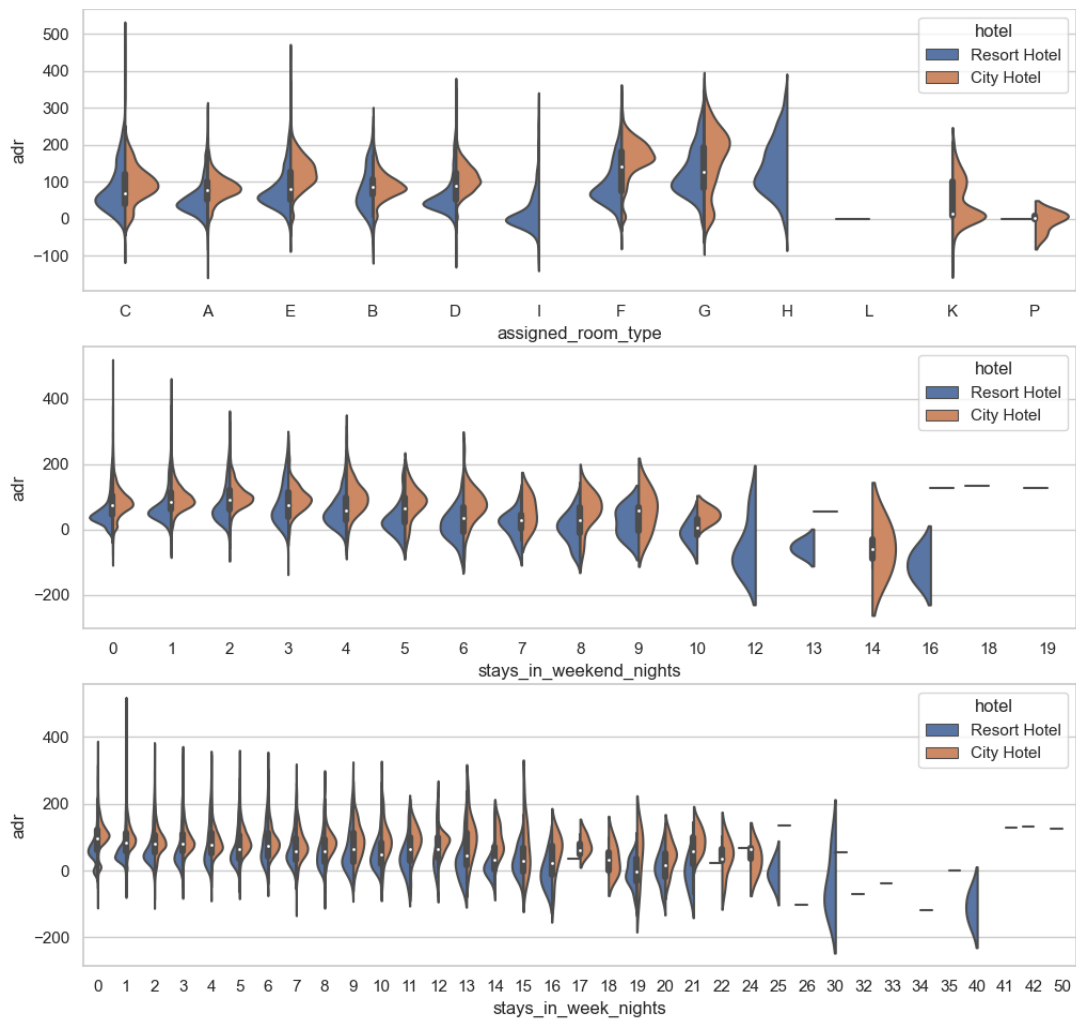 500
400
300
200
100
0
−100
adr
hotel
Resort Hotel
City Hotel
C A E B D I F G H L K P
assigned_room_type
400
200
0
−200
adr
hotel
Resort Hotel
City Hotel
0 1 2 3 4 5 6 7 8 9 10 12 13 14 16 18 19
stays_in_weekend_nights
400
200
0
−200
adr
hotel
Resort Hotel
City Hotel
0 1 2 3 4 5 6 7 8 9 10 11 12 13 14 15 16 17 18 19 20 21 22 24 25 26 30 32 33 34 35 40 41 42 50
stays_in_week_nights